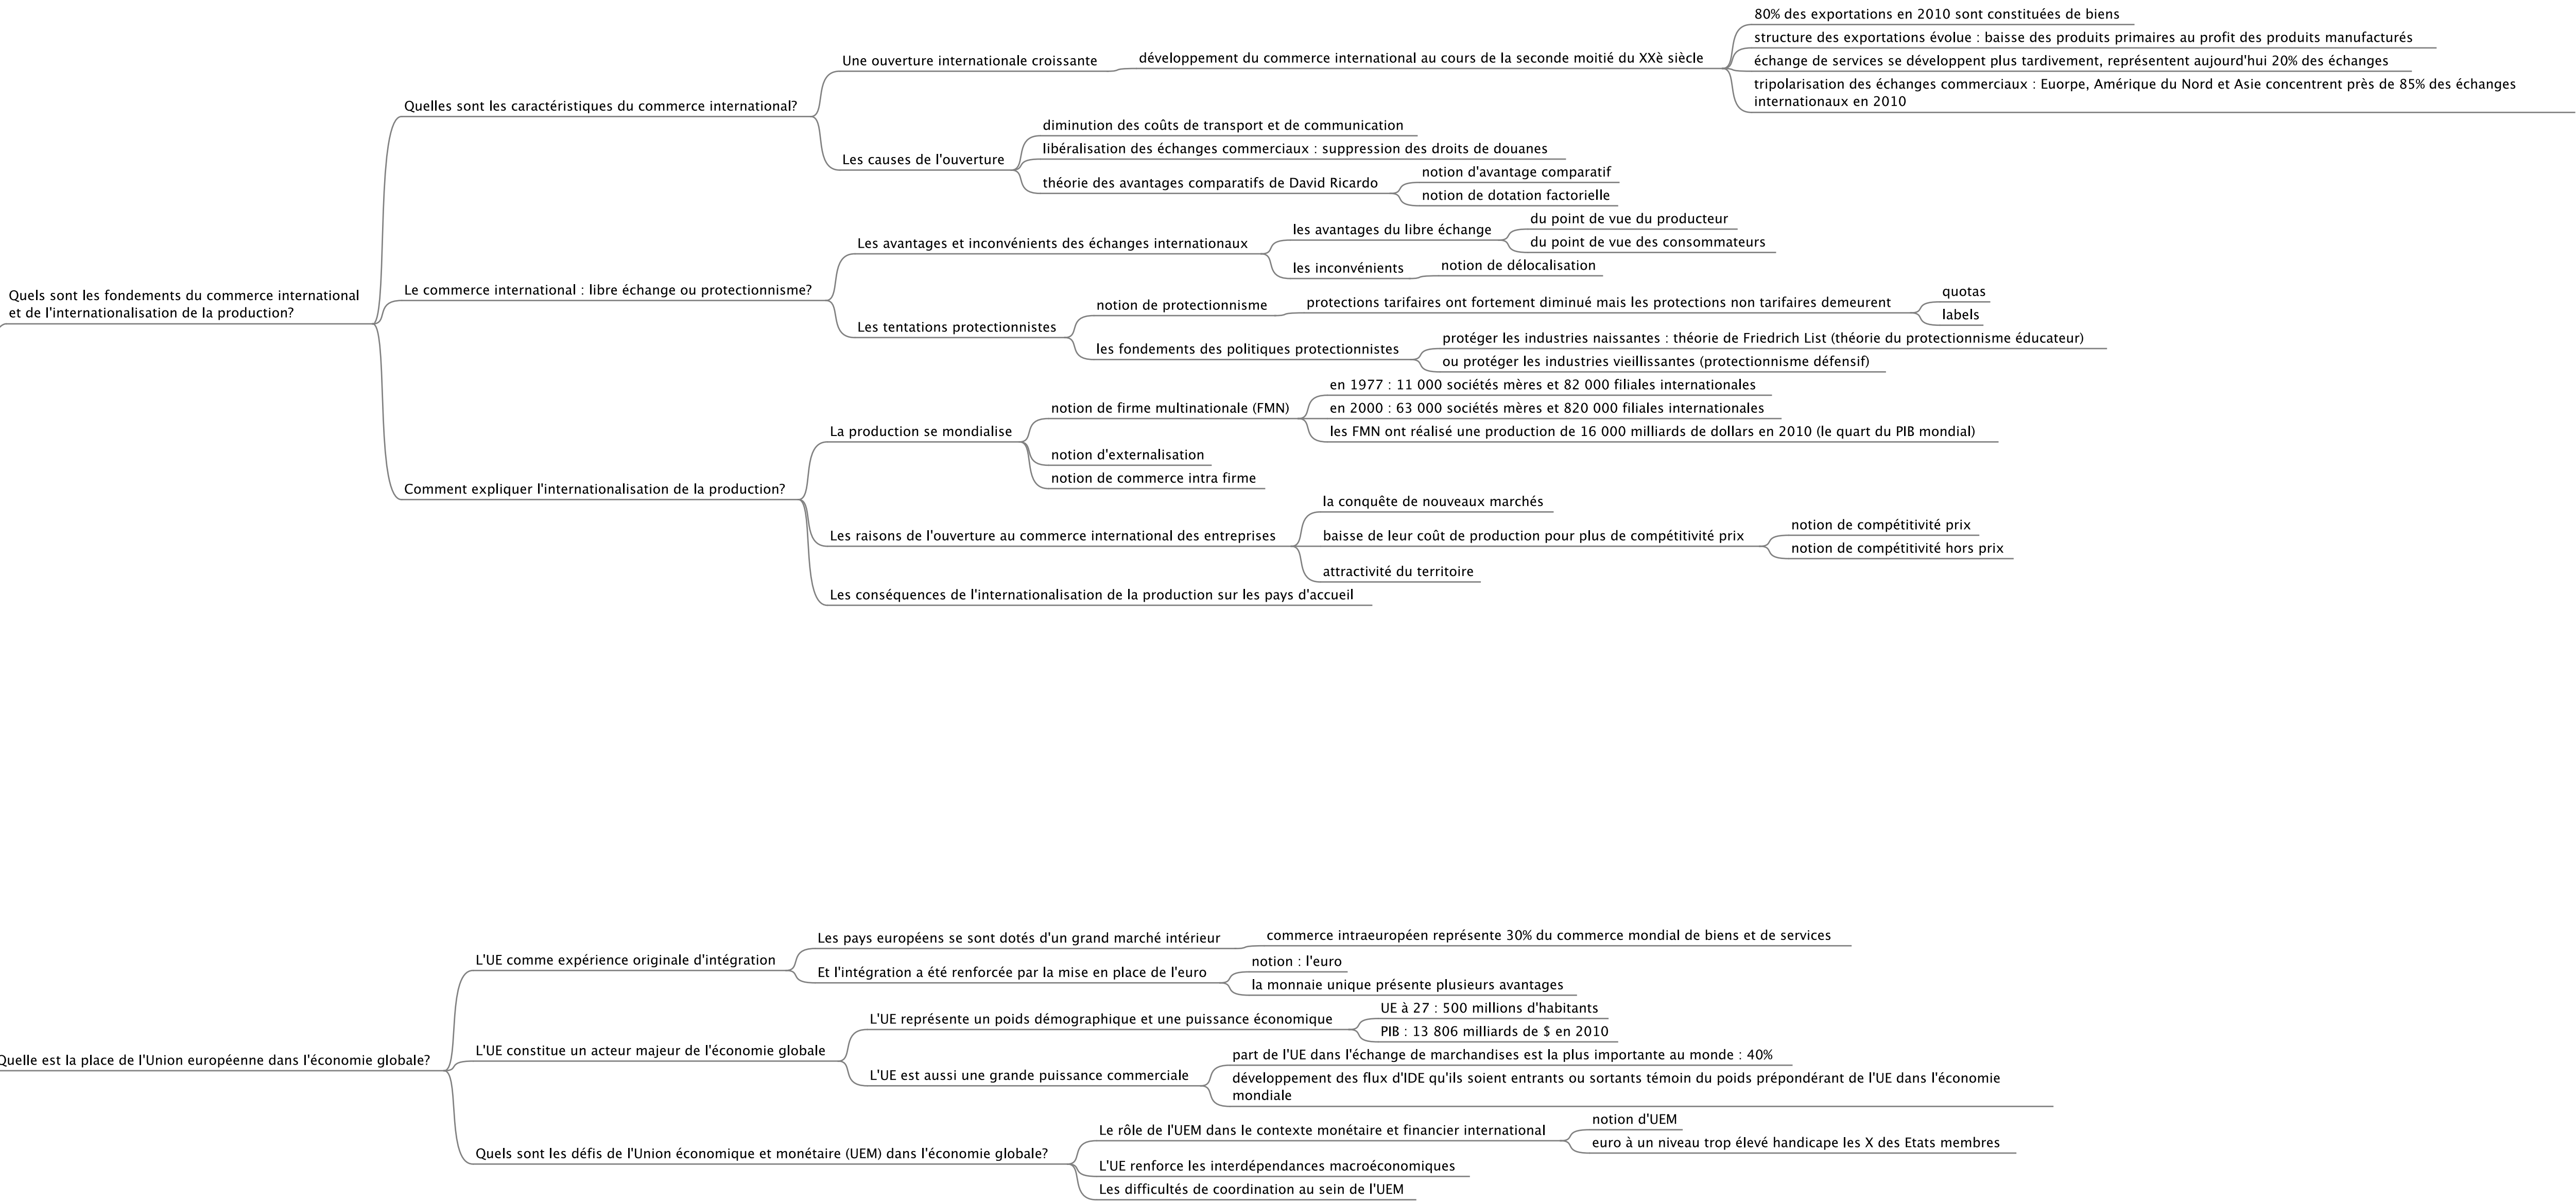 Quels sont les fondements du commerce international
et de l'internationalisation de la production?
Quelles sont les caractéristiques du commerce international?
Une ouverture internationale croissante
développement du commerce international au cours de la seconde moitié du XXè siècle
80% des exportations en 2010 sont constituées de biens
structure des exportations évolue : baisse des produits primaires au profit des produits manufacturés
échange de services se développent plus tardivement, représentent aujourd'hui 20% des échanges
tripolarisation des échanges commerciaux : Euorpe, Amérique du Nord et Asie concentrent près de 85% des échanges
internationaux en 2010
Les causes de l'ouverture
diminution des coûts de transport et de communication
libéralisation des échanges commerciaux : suppression des droits de douanes
théorie des avantages comparatifs de David Ricardo
notion d'avantage comparatif
notion de dotation factorielle
Le commerce international : libre échange ou protectionnisme?
Les avantages et inconvénients des échanges internationaux
les avantages du libre échange
du point de vue du producteur
du point de vue des consommateurs
les inconvénients
notion de délocalisation
Les tentations protectionnistes
notion de protectionnisme
protections tarifaires ont fortement diminué mais les protections non tarifaires demeurent
quotas
labels
les fondements des politiques protectionnistes
protéger les industries naissantes : théorie de Friedrich List (théorie du protectionnisme éducateur)
ou protéger les industries vieillissantes (protectionnisme défensif)
Comment expliquer l'internationalisation de la production?
La production se mondialise
notion de firme multinationale (FMN)
en 1977 : 11 000 sociétés mères et 82 000 filiales internationales
en 2000 : 63 000 sociétés mères et 820 000 filiales internationales
les FMN ont réalisé une production de 16 000 milliards de dollars en 2010 (le quart du PIB mondial)
notion d'externalisation
notion de commerce intra firme
Les raisons de l'ouverture au commerce international des entreprises
la conquête de nouveaux marchés
baisse de leur coût de production pour plus de compétitivité prix
notion de compétitivité prix
notion de compétitivité hors prix
attractivité du territoire
Les conséquences de l'internationalisation de la production sur les pays d'accueil
Quelle est la place de l'Union européenne dans l'économie globale?
L'UE comme expérience originale d'intégration
Les pays européens se sont dotés d'un grand marché intérieur
commerce intraeuropéen représente 30% du commerce mondial de biens et de services
Et l'intégration a été renforcée par la mise en place de l'euro
notion : l'euro
la monnaie unique présente plusieurs avantages
L'UE constitue un acteur majeur de l'économie globale
L'UE représente un poids démographique et une puissance économique
UE à 27 : 500 millions d'habitants
PIB : 13 806 milliards de $ en 2010
L'UE est aussi une grande puissance commerciale
part de l'UE dans l'échange de marchandises est la plus importante au monde : 40%
développement des flux d'IDE qu'ils soient entrants ou sortants témoin du poids prépondérant de l'UE dans l'économie
mondiale
Quels sont les défis de l'Union économique et monétaire (UEM) dans l'économie globale?
Le rôle de l'UEM dans le contexte monétaire et financier international
notion d'UEM
euro à un niveau trop élevé handicape les X des Etats membres
L'UE renforce les interdépendances macroéconomiques
Les difficultés de coordination au sein de l'UEM